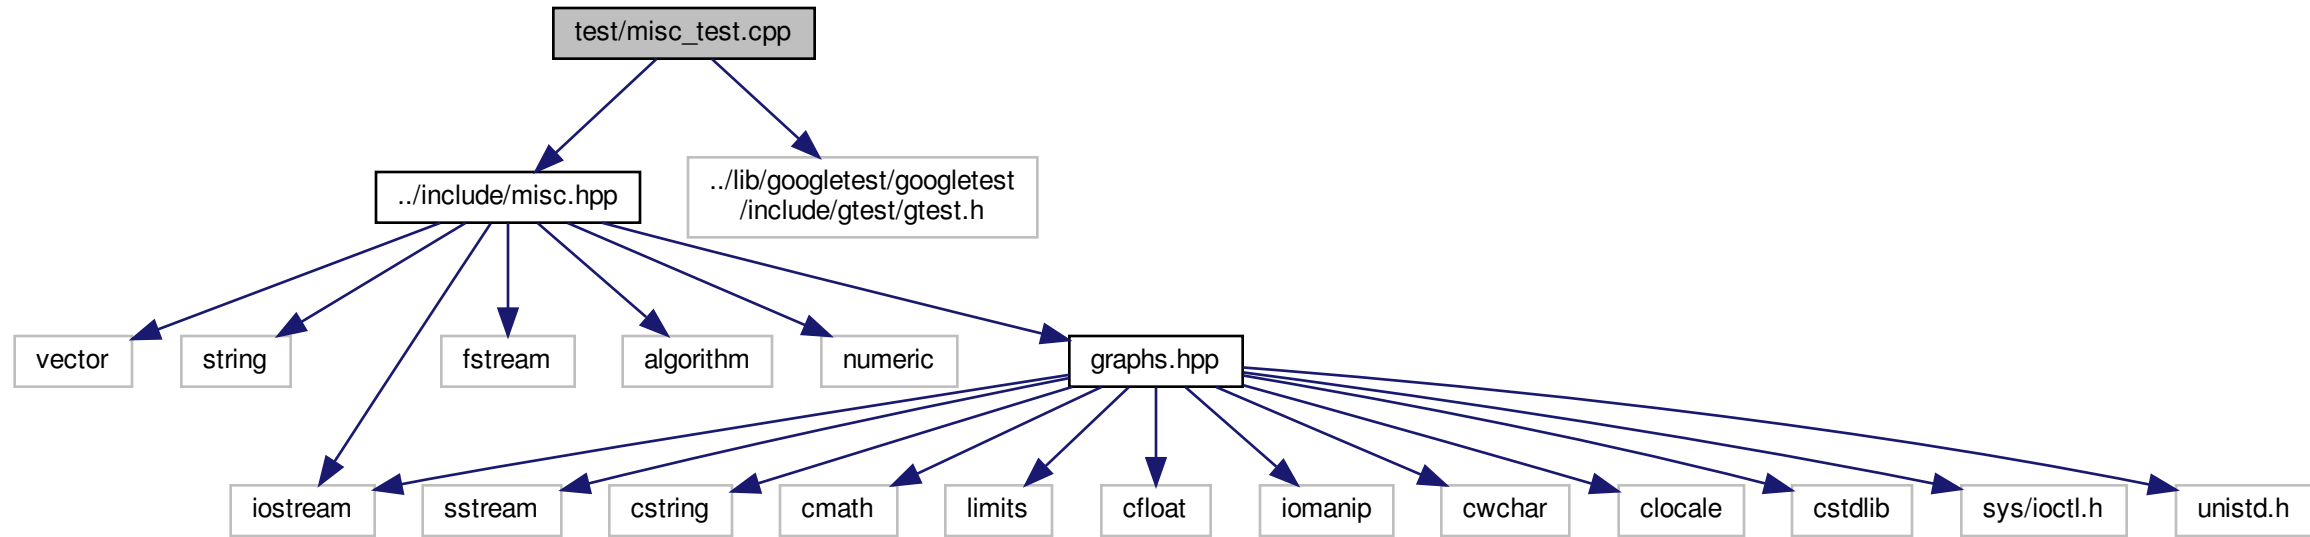 test/misc_test.cpp
../include/misc.hpp
../lib/googletest/googletest
/include/gtest/gtest.h
vector
string
fstream
algorithm
numeric
graphs.hpp
iostream
sstream
cstring
cmath
limits
cfloat
iomanip
cwchar
clocale
cstdlib
sys/ioctl.h
unistd.h